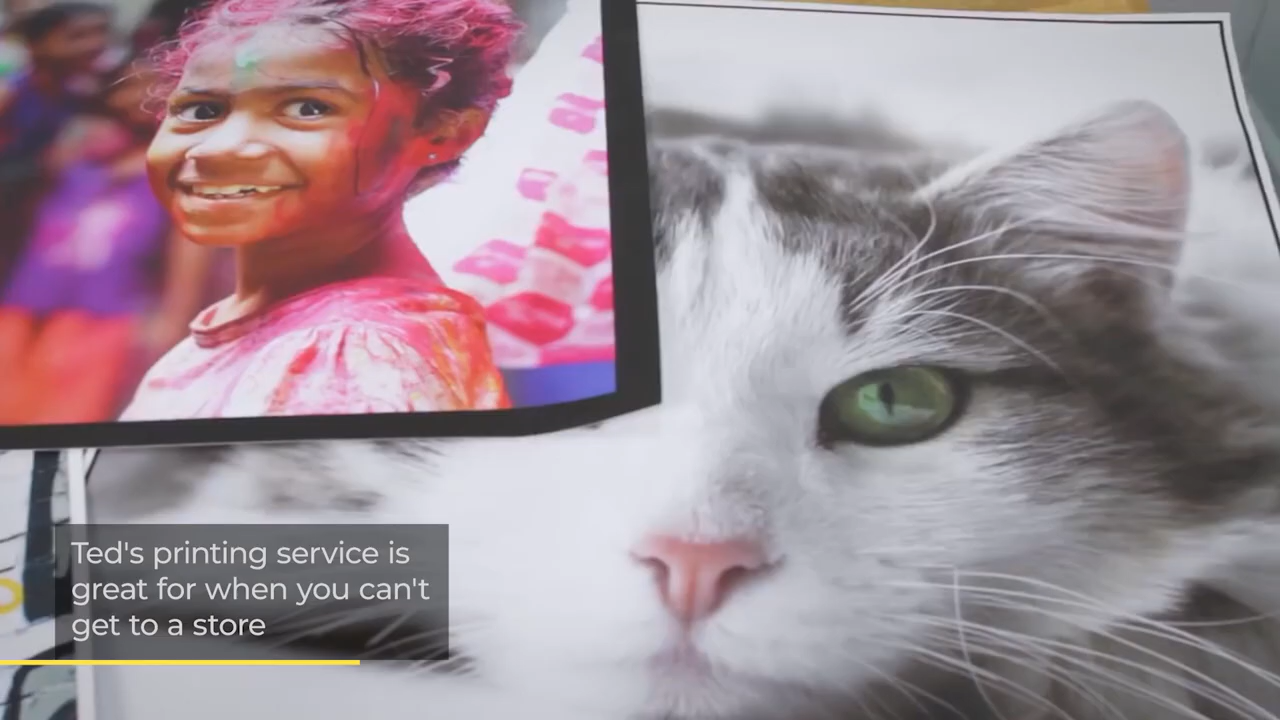 Ted's printing service is
great for when you can't
get to a store